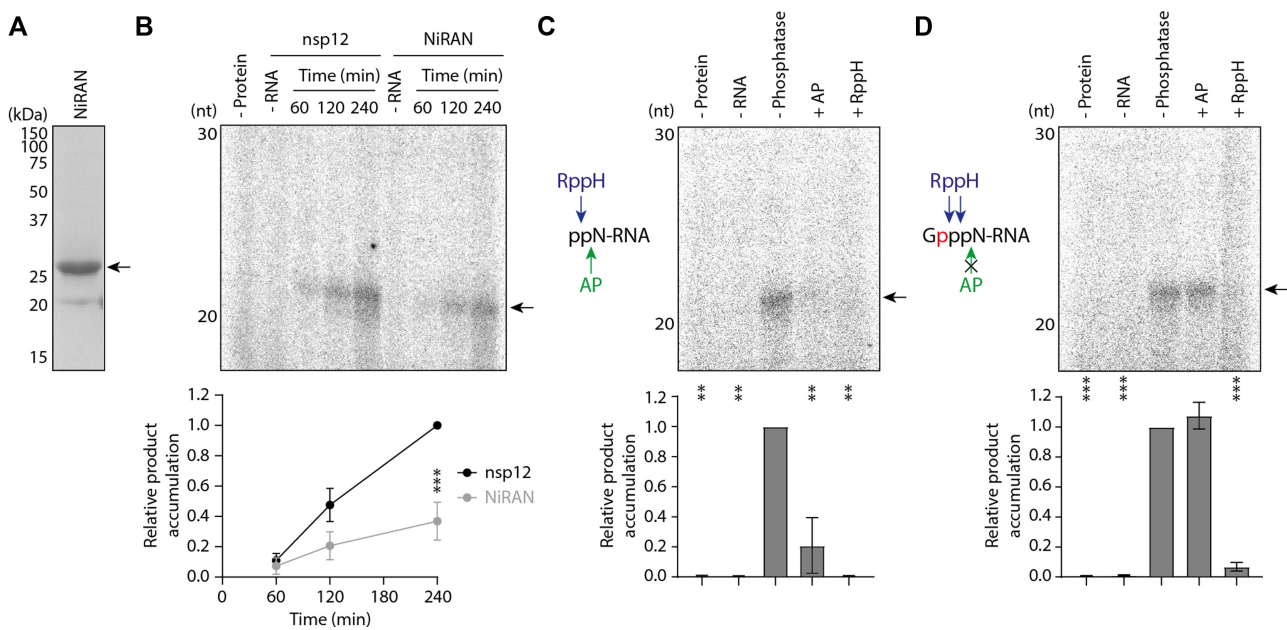 A
NiRAN
(kDa)
150
100
75
50
37
25
20
15
B
nsp12 NiRAN
- Protein
- RNA
Time (min)
60 120 240
- RNA
Time (min)
60 120 240
(nt)
30
20
1.2
1.0
0.8
0.6
0.4
0.2
0.0
Relative product
accumulation
0 60 120 180 240
Time (min)
***
nsp12
NiRAN
C
- Protein
- RNA
- Phosphatase
+ AP
+ RppH
(nt)
30
20
RppH
ppN-RNA
AP
** ** ** **
1.2
1.0
0.8
0.6
0.4
0.2
0.0
Relative product
accumulation
D
- Protein
- RNA
- Phosphatase
+ AP
+ RppH
(nt)
30
20
RppH
GpppN-RNA
AP
*** *** ***
1.2
1.0
0.8
0.6
0.4
0.2
0.0
Relative product
accumulation